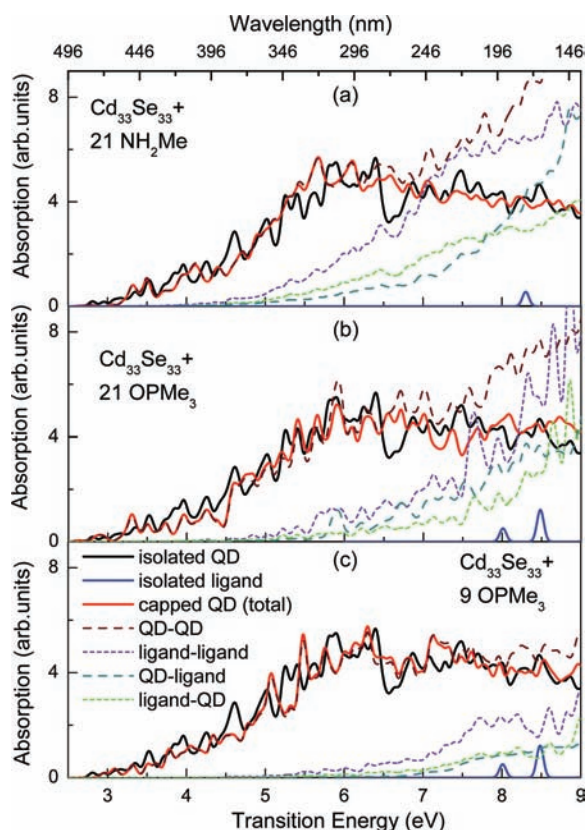 Wavelength (nm)
496 446 396 346 296 246 196 146
Absorption (arb.units)
8
4
0
Cd33Se33+
21 NH2Me
(a)
Absorption (arb.units)
8
4
0
Cd33Se33+
21 OPMe3
(b)
Absorption (arb.units)
8
4
0
(c)
Cd33Se33+
9 OPMe3
isolated QD
isolated ligand
capped QD (total)
QD-QD
ligand-ligand
QD-ligand
ligand-QD
3 4 5 6 7 8 9
Transition Energy (eV)